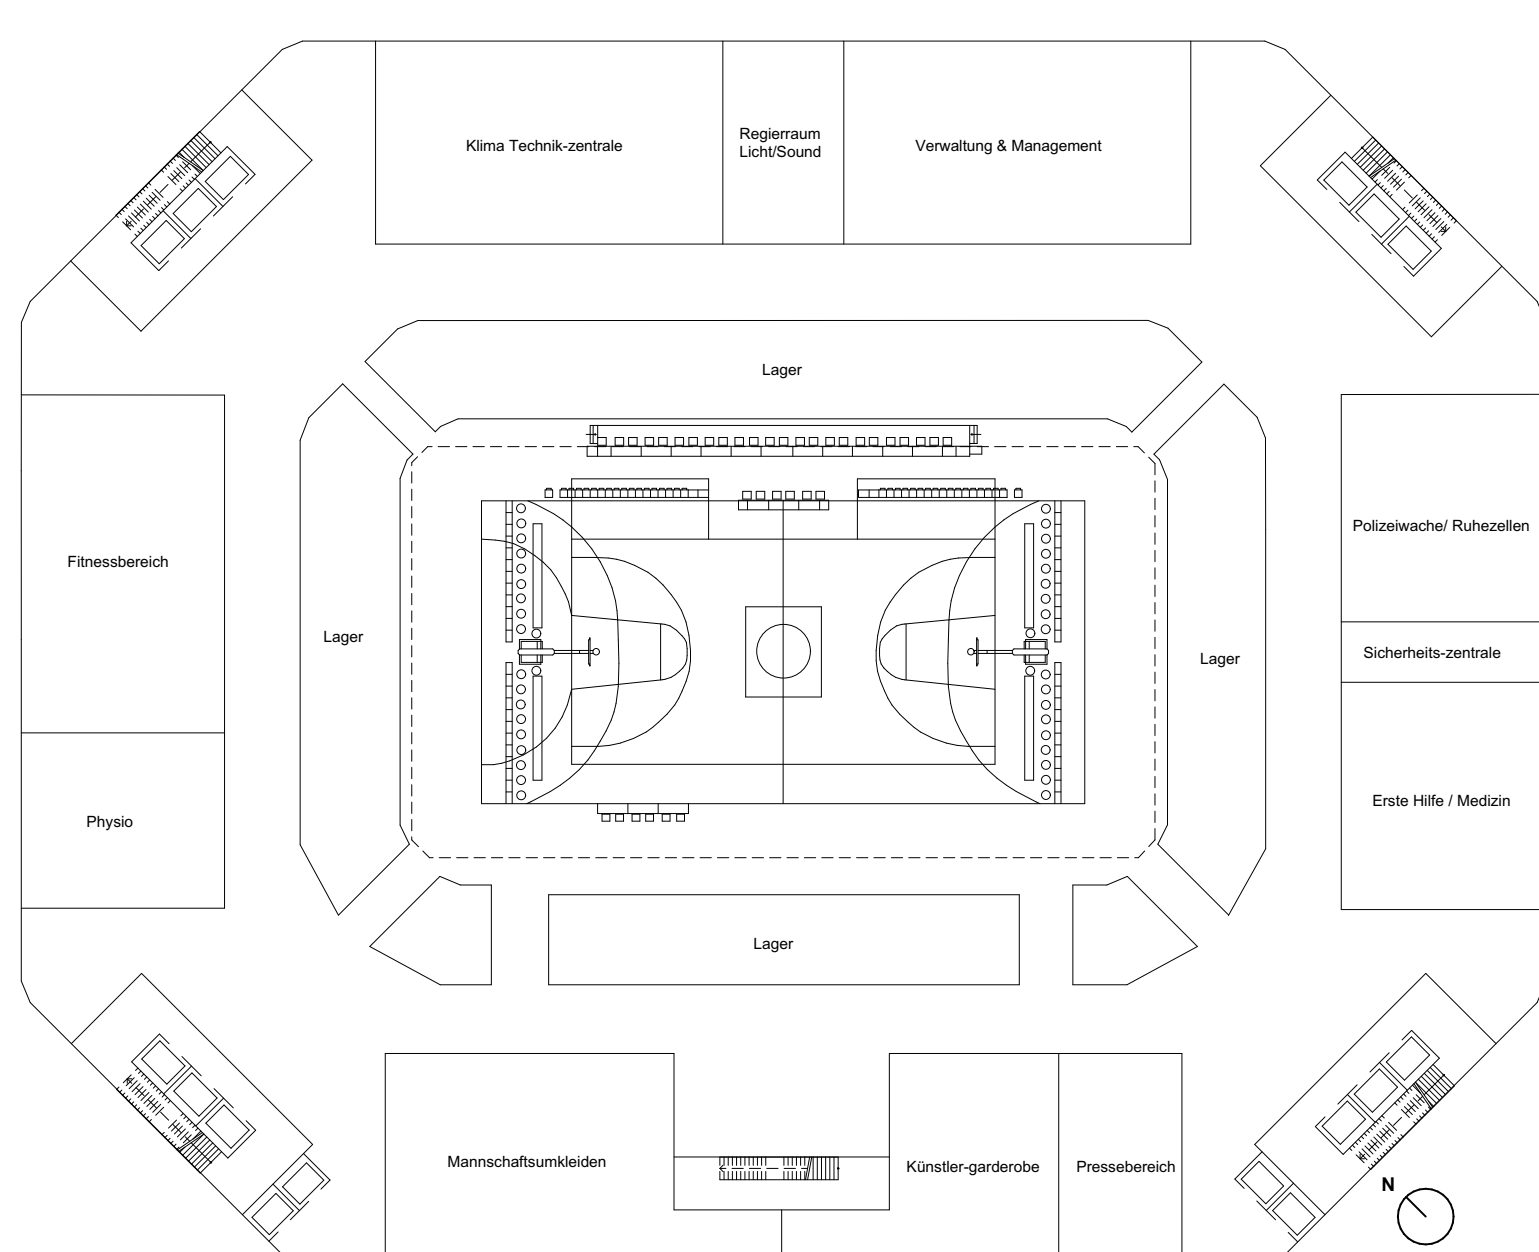 Klima Technik-zentrale
Regierraum
Licht/Sound
Verwaltung & Management
Lager
Polizeiwache/ Ruhezellen
Fitnessbereich
Lager
Lager
Sicherheits-zentrale
Erste Hilfe / Medizin
Physio
Lager
Mannschaftsumkleiden
Künstler-garderobe
Pressebereich
N